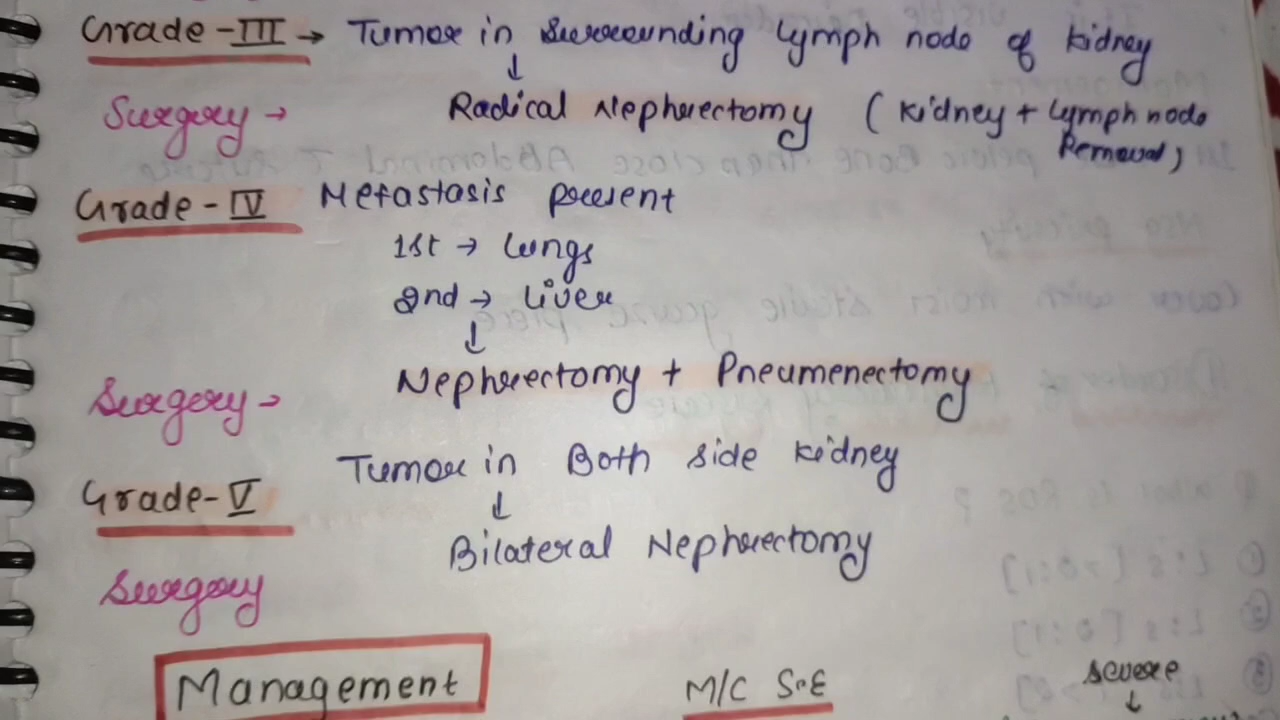 Grade-III → Tumor in Surrounding Lymph node of kidney
↓
Surgery → Radical Nephrectomy (Kidney + Lymph node
Removal)
Grade-IV Metastasis present
1st → Lungs
2nd → Liver
↓
Surgery → Nephrectomy + Pneumenectomy
Tumor in Both side kidney
Grade-V ↓
Bilateral Nephrectomy
Surgery
Management M/C S.E severe
↓